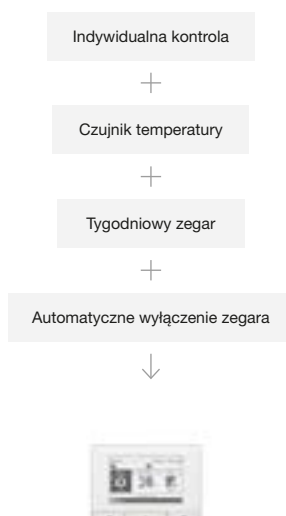 Indywidualna kontrola
+
Czujnik temperatury
+
Tygodniowy zegar
+
Automatyczne wyłączenie zegara